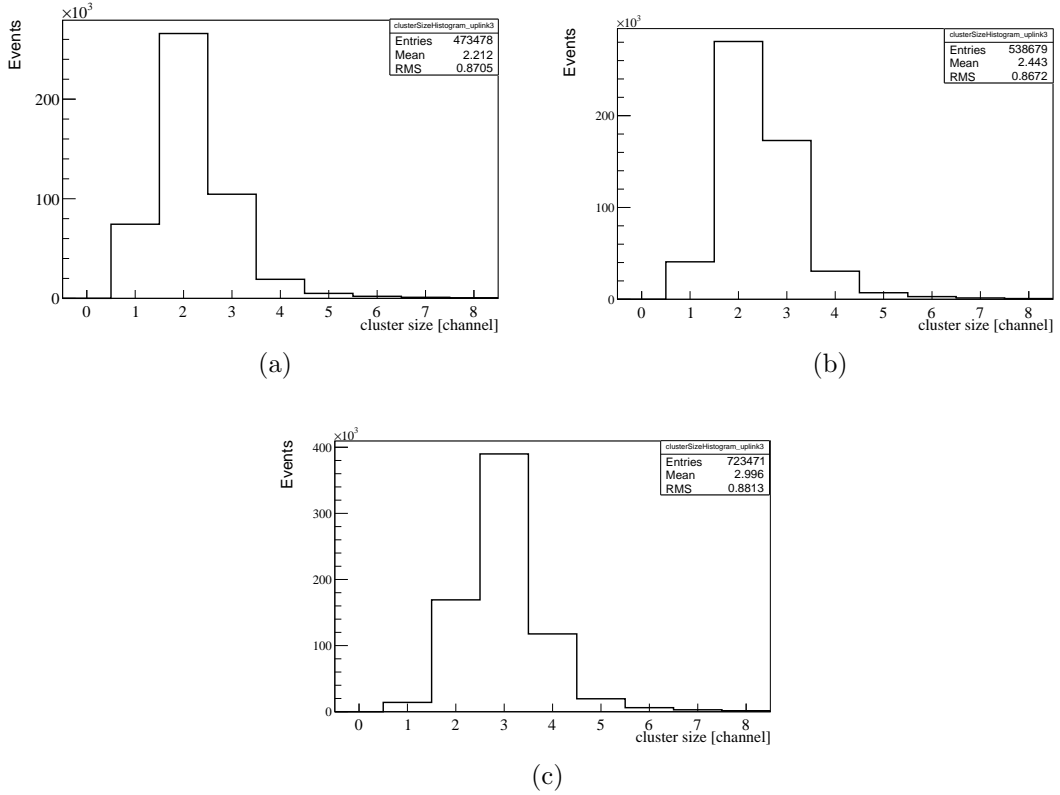 ×10³
Events
clusterSizeHistogram_uplink3
Entries 473478
Mean 2.212
RMS 0.8705
200
100
0
0 1 2 3 4 5 6 7 8
cluster size [channel]
(a)
×10³
Events
clusterSizeHistogram_uplink3
Entries 538679
Mean 2.443
RMS 0.8672
200
100
0
0 1 2 3 4 5 6 7 8
cluster size [channel]
(b)
×10³
Events
clusterSizeHistogram_uplink3
Entries 723471
Mean 2.996
RMS 0.8813
400
300
200
100
0
0 1 2 3 4 5 6 7 8
cluster size [channel]
(c)